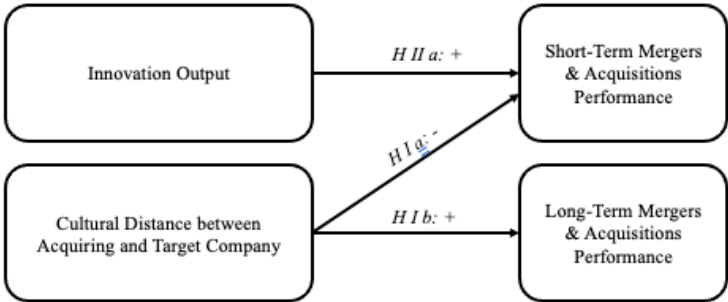 Innovation Output
H II a: +
Short-Term Mergers
& Acquisitions
Performance
H I a: -
Cultural Distance between
Acquiring and Target Company
H I b: +
Long-Term Mergers
& Acquisitions
Performance